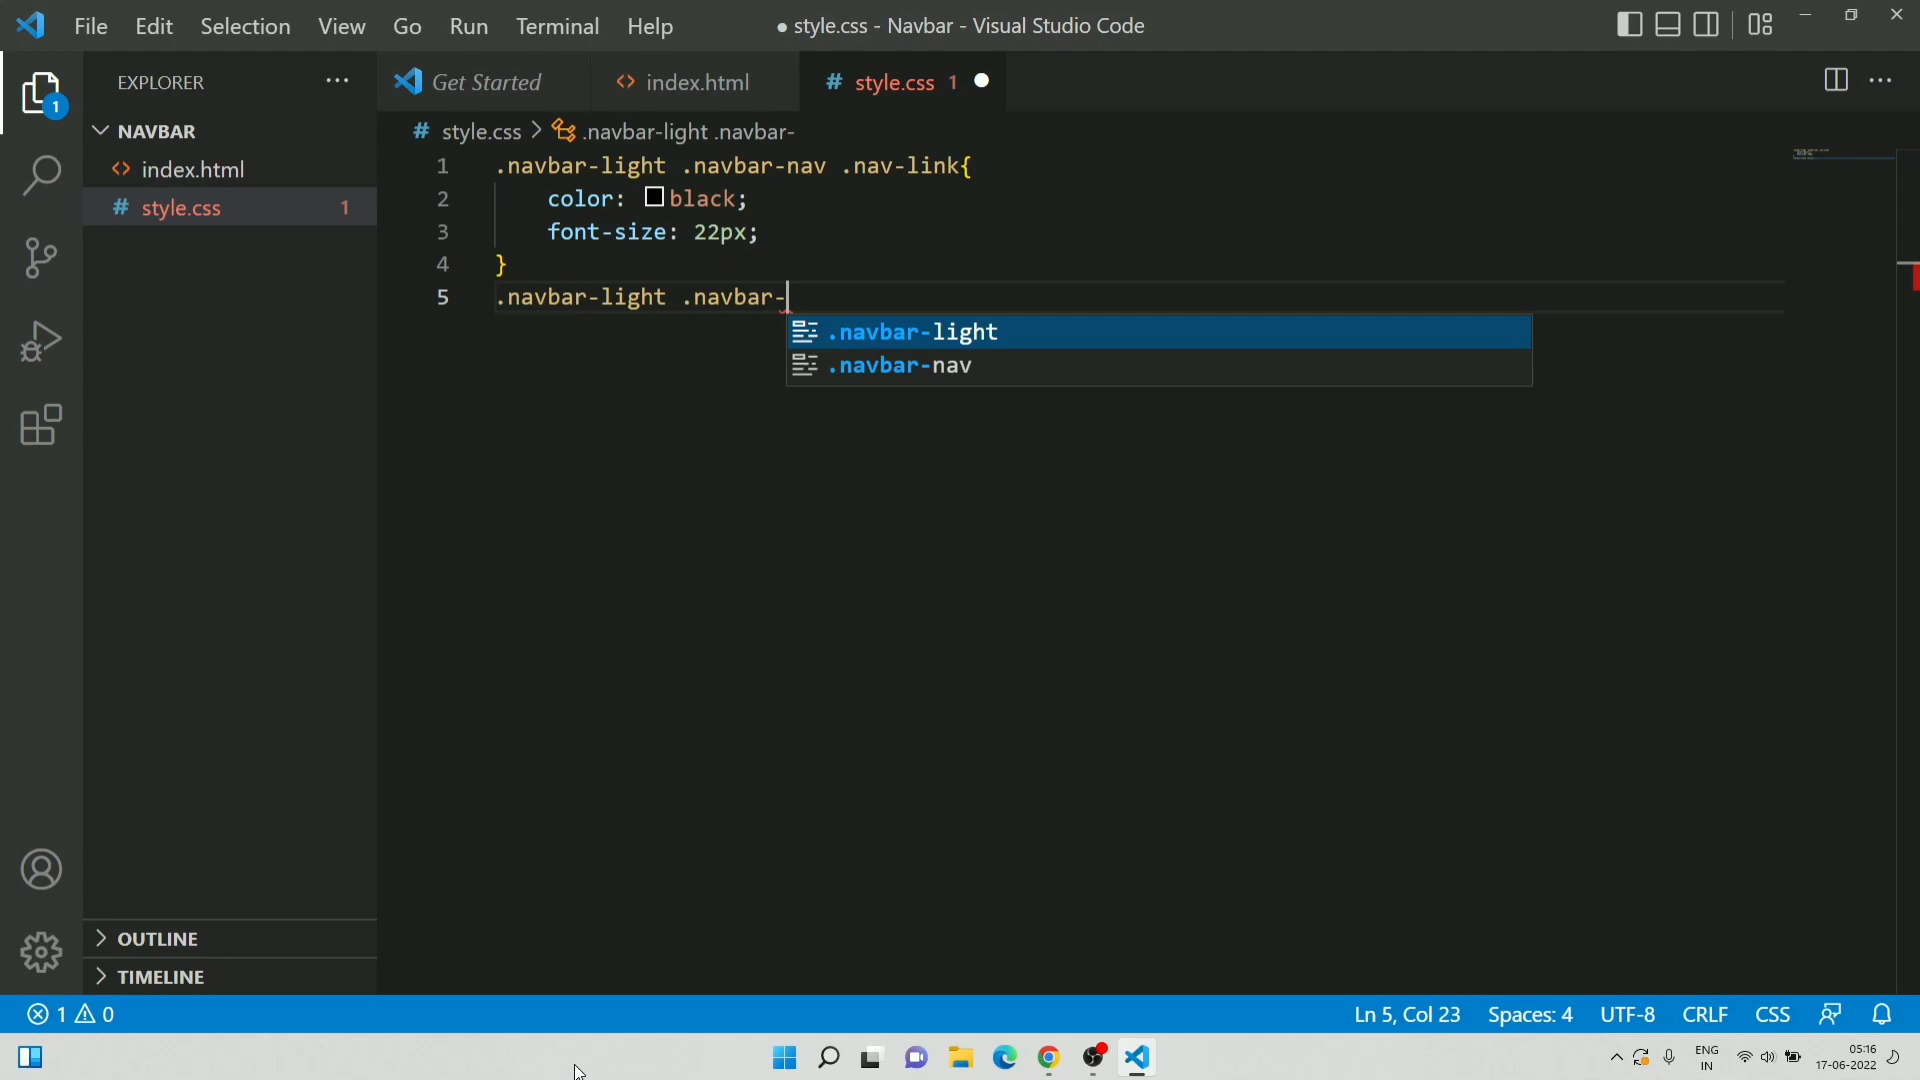 File Edit Selection View Go Run Terminal Help ● style.css - Navbar - Visual Studio Code
EXPLORER ···
Get Started <> index.html # style.css 1 ● ···
NAVBAR
# style.css > .navbar-light .navbar-
<> index.html
# style.css 1
1 .navbar-light .navbar-nav .nav-link{
2 color: black;
3 font-size: 22px;
4 }
5 .navbar-light .navbar-
.navbar-light
.navbar-nav
1
OUTLINE
TIMELINE
1 0 Ln 5, Col 23 Spaces: 4 UTF-8 CRLF CSS
ENG
IN
05:16
17-06-2022